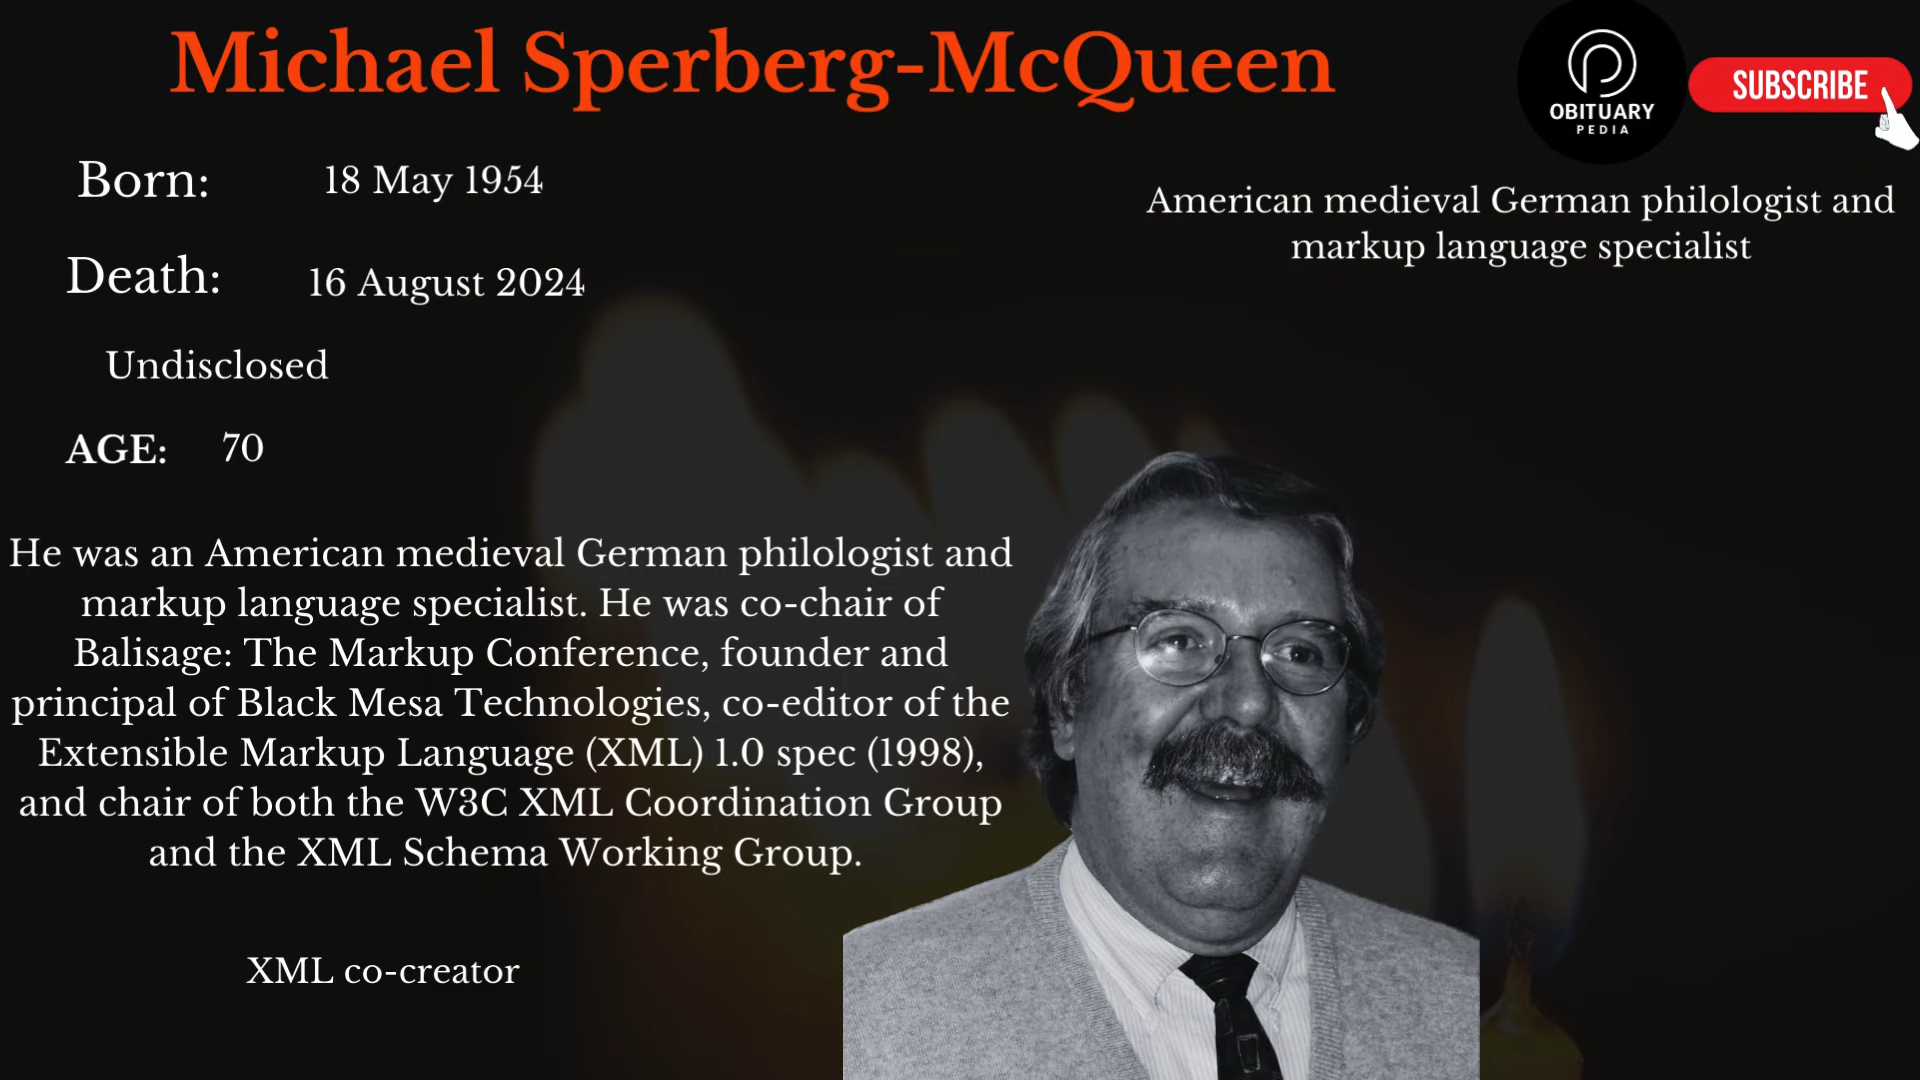 Michael Sperberg-McQueen
OBITUARY
PEDIA
SUBSCRIBE
Born: 18 May 1954
American medieval German philologist and
markup language specialist
Death: 16 August 2024
Undisclosed
AGE: 70
He was an American medieval German philologist and
markup language specialist. He was co-chair of
Balisage: The Markup Conference, founder and
principal of Black Mesa Technologies, co-editor of the
Extensible Markup Language (XML) 1.0 spec (1998),
and chair of both the W3C XML Coordination Group
and the XML Schema Working Group.
XML co-creator